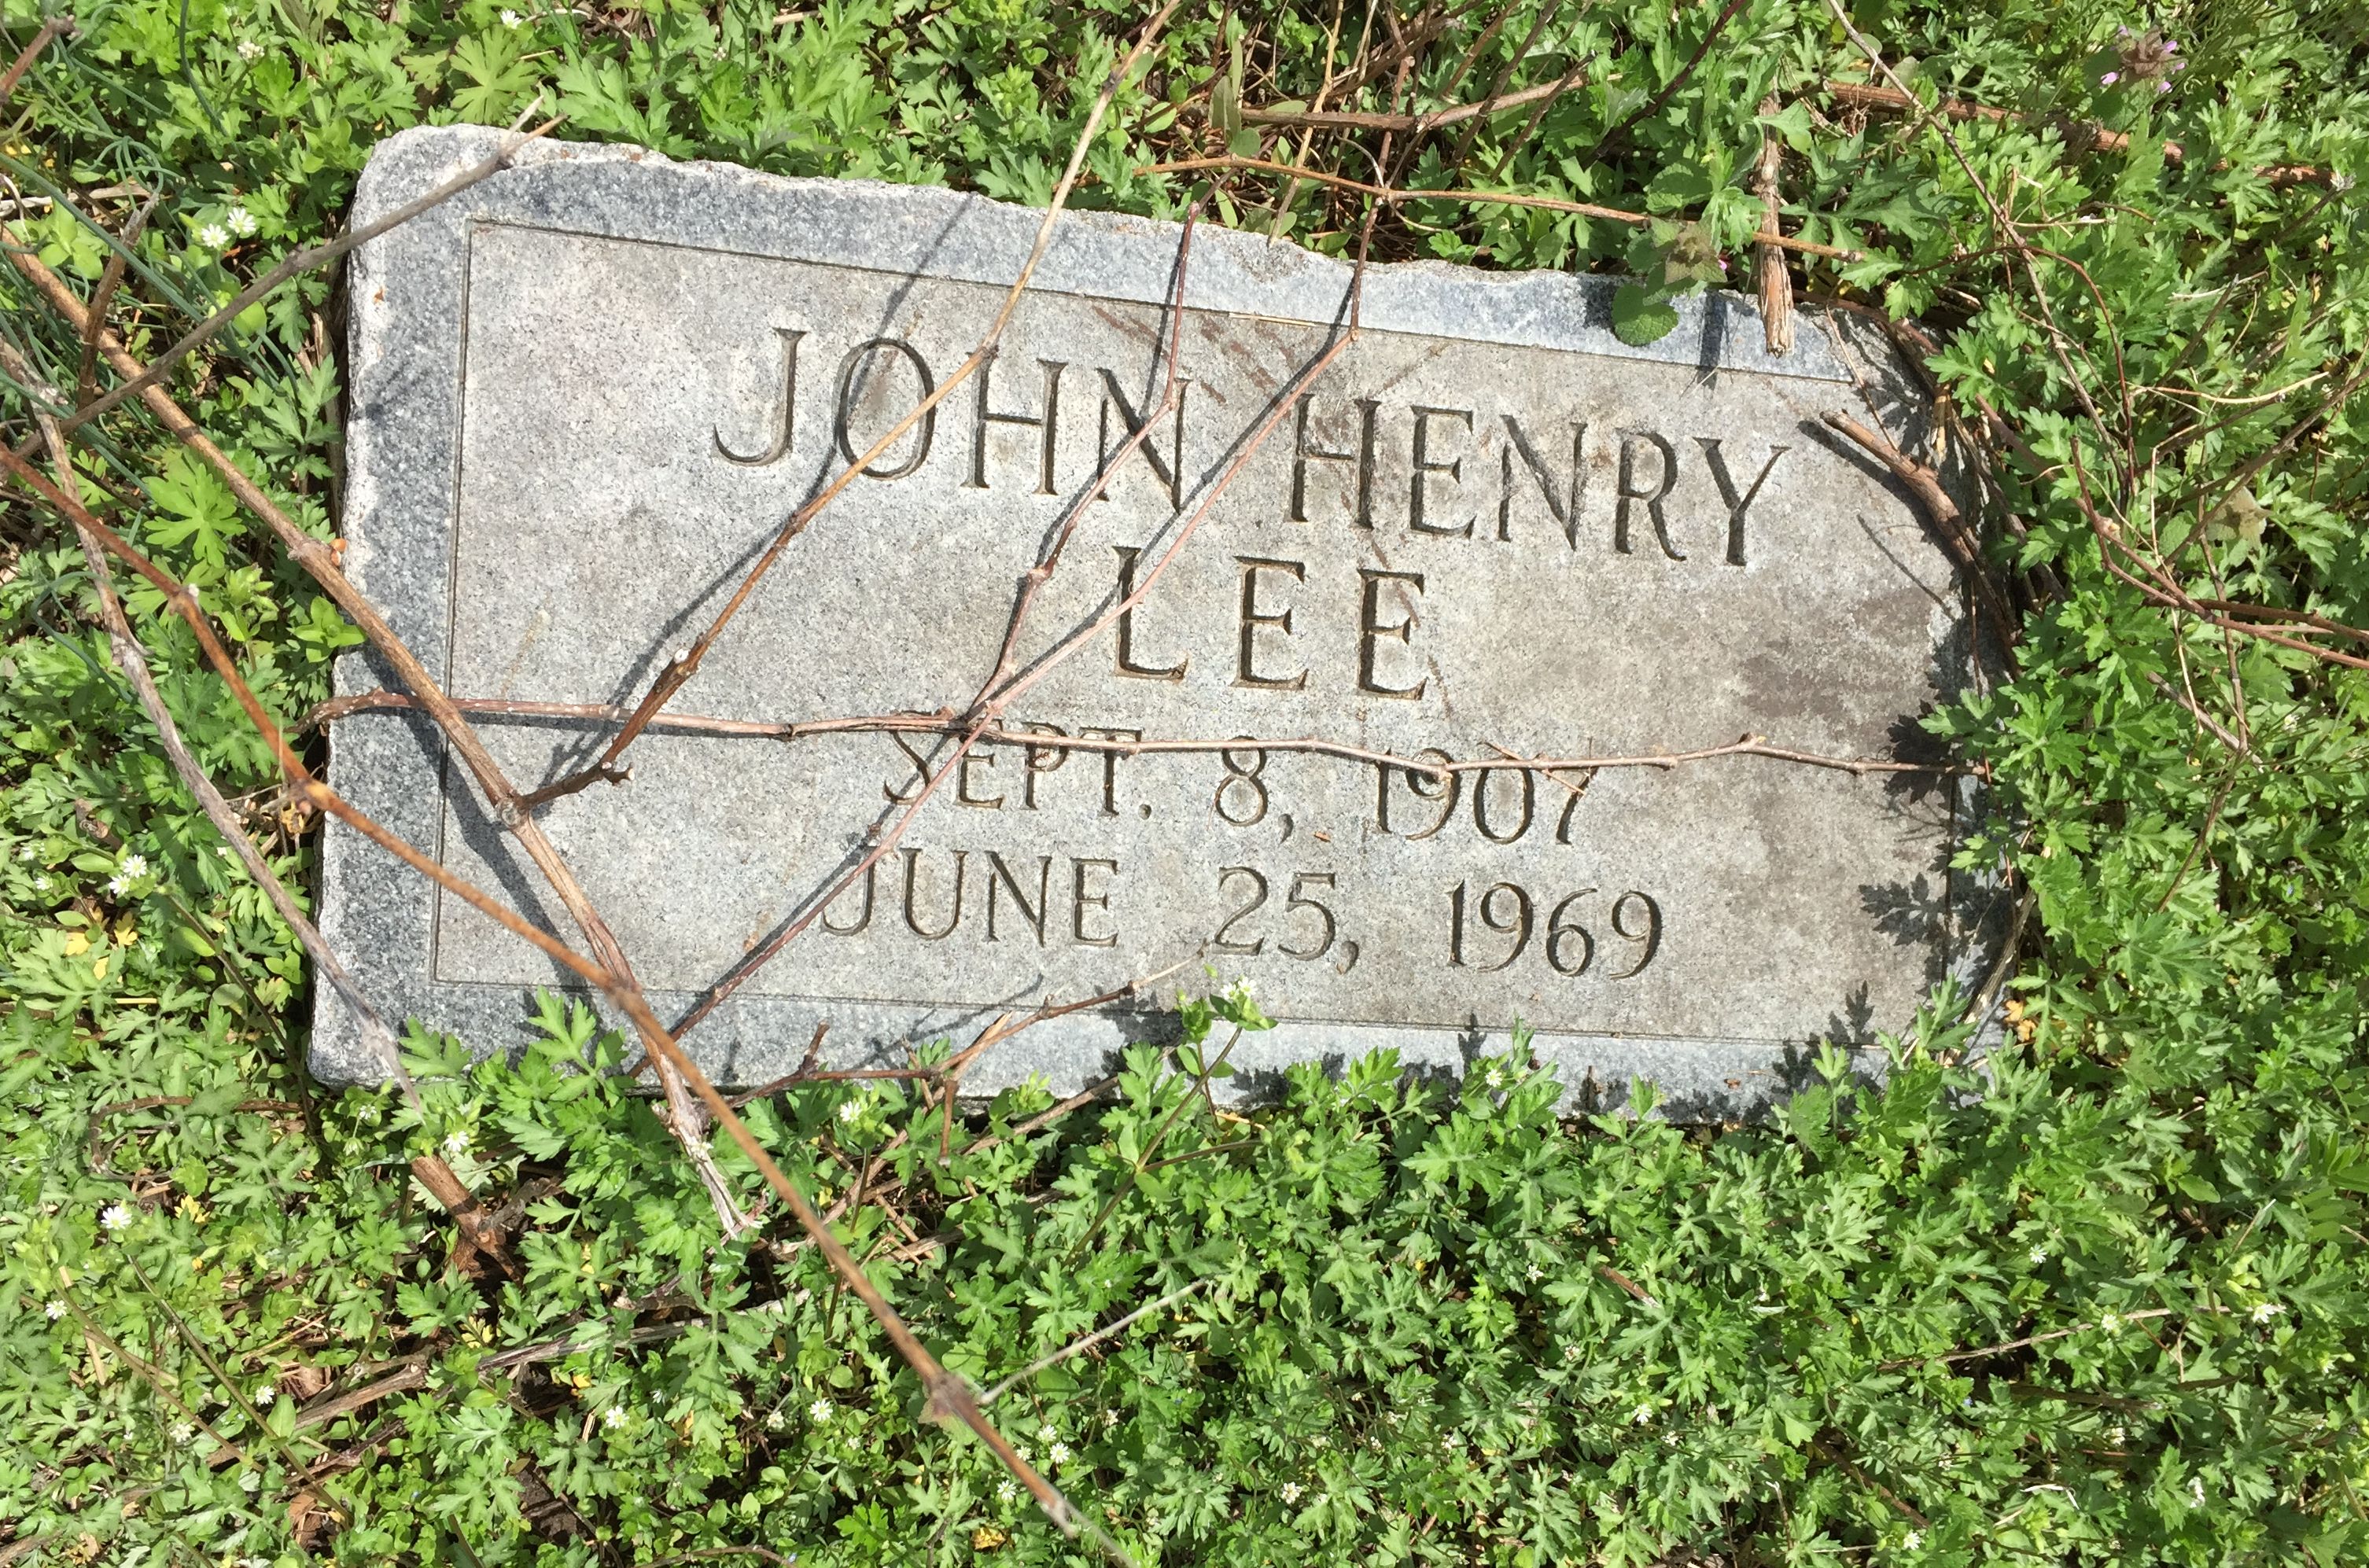 JOHN HENRY
LEE
SEPT. 8, 1907
JUNE 25, 1969